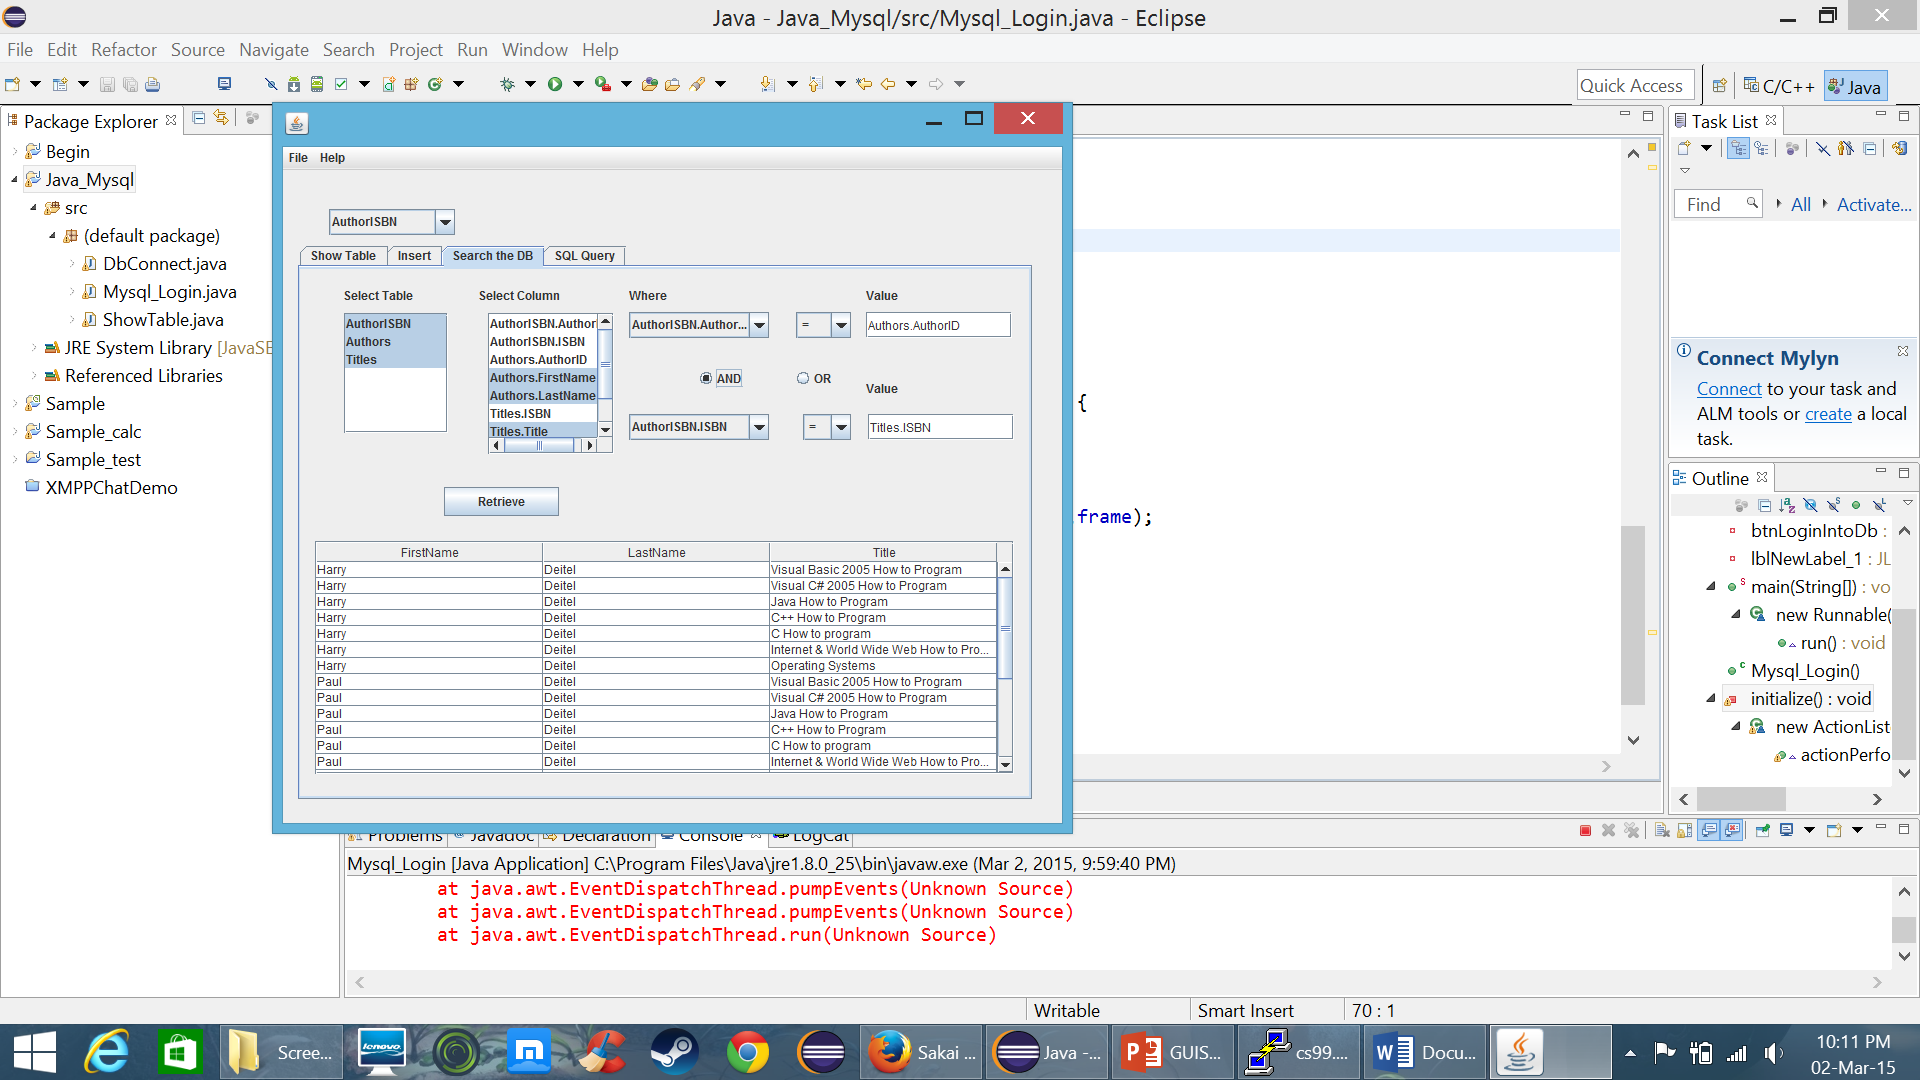 Java - Java_Mysql/src/Mysql_Login.java - Eclipse
File Edit Refactor Source Navigate Search Project Run Window Help
Quick Access
C/C++
Java
Package Explorer
Begin
Java_Mysql
src
(default package)
DbConnect.java
Mysql_Login.java
ShowTable.java
JRE System Library [JavaSE
Referenced Libraries
Sample
Sample_calc
Sample_test
XMPPChatDemo
File Help
AuthorISBN
Show Table Insert Search the DB SQL Query
Select Table Select Column Where Value
AuthorISBN
Authors
Titles
AuthorISBN.Author
AuthorISBN.ISBN
Authors.AuthorID
Authors.FirstName
Authors.LastName
Titles.ISBN
Titles.Title
AuthorISBN.Author... = Authors.AuthorID
AND OR Value
AuthorISBN.ISBN = Titles.ISBN
Retrieve
FirstName LastName Title
Harry Deitel Visual Basic 2005 How to Program
Harry Deitel Visual C# 2005 How to Program
Harry Deitel Java How to Program
Harry Deitel C++ How to Program
Harry Deitel C How to program
Harry Deitel Internet & World Wide Web How to Pro...
Harry Deitel Operating Systems
Paul Deitel Visual Basic 2005 How to Program
Paul Deitel Visual C# 2005 How to Program
Paul Deitel Java How to Program
Paul Deitel C++ How to Program
Paul Deitel C How to program
Paul Deitel Internet & World Wide Web How to Pro...
{
.frame);
Task List
Find All Activate...
Connect Mylyn
Connect to your task and
ALM tools or create a local
task.
Outline
btnLoginIntoDb :
lblNewLabel_1 : JL
main(String[]) : vo
new Runnable(
run() : void
Mysql_Login()
initialize() : void
new ActionList
actionPerfo
Problems Javadoc Declaration Console LogCat
Mysql_Login [Java Application] C:\Program Files\Java\jre1.8.0_25\bin\javaw.exe (Mar 2, 2015, 9:59:40 PM)
at java.awt.EventDispatchThread.pumpEvents(Unknown Source)
at java.awt.EventDispatchThread.pumpEvents(Unknown Source)
at java.awt.EventDispatchThread.run(Unknown Source)
Writable Smart Insert 70 : 1
Scree... lenovo Sakai ... Java -... GUIS... cs99.... Docu...
10:11 PM
02-Mar-15